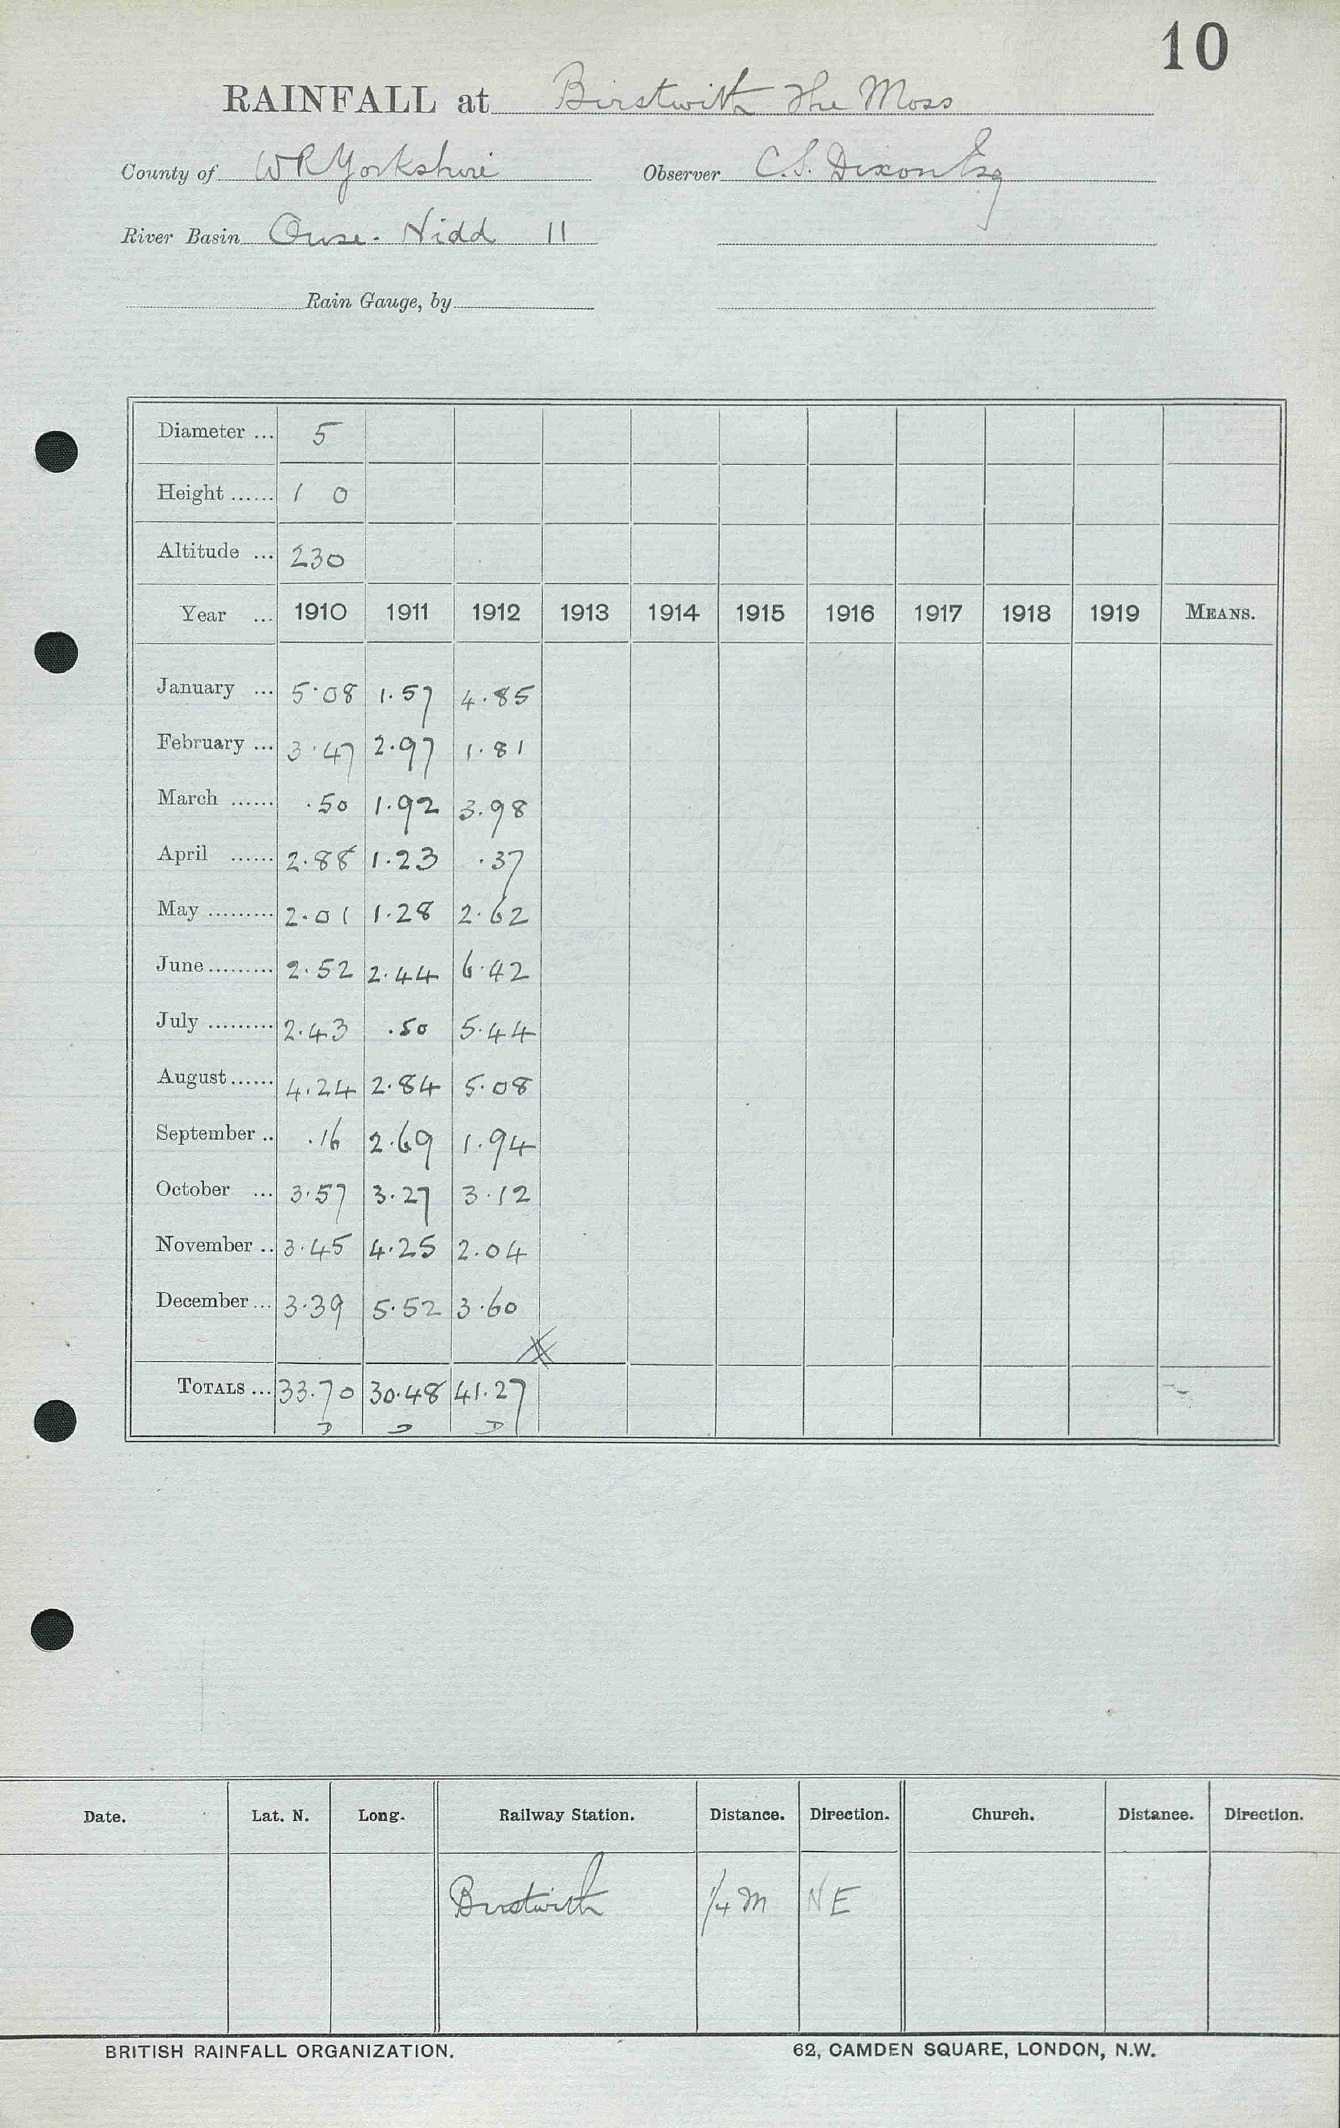 10
RAINFALL at Birstwith The Moss
County of WR Yorkshire Observer C.S. Dixon Esq
River Basin Ouse. Nidd 11
Rain Gauge, by
Diameter ... 5
Height ...... 1 0
Altitude ... 230
Year ... 1910 1911 1912 1913 1914 1915 1916 1917 1918 1919 MEANS.
January ... 5.08 1.57 4.85
February ... 3.47 2.97 1.81
March ...... .50 1.92 3.98
April ...... 2.88 1.23 .37
May ......... 2.01 1.28 2.62
June ......... 2.52 2.44 6.42
July ......... 2.43 .50 5.44
August ...... 4.24 2.84 5.08
September .. .16 2.69 1.94
October ... 3.57 3.27 3.12
November .. 3.45 4.25 2.04
December ... 3.39 5.52 3.60
TOTALS ... 33.70 30.48 41.27
Date. Lat. N. Long. Railway Station. Distance. Direction. Church. Distance. Direction.
Birstwith 1/4 m NE
BRITISH RAINFALL ORGANIZATION. 62, CAMDEN SQUARE, LONDON, N.W.